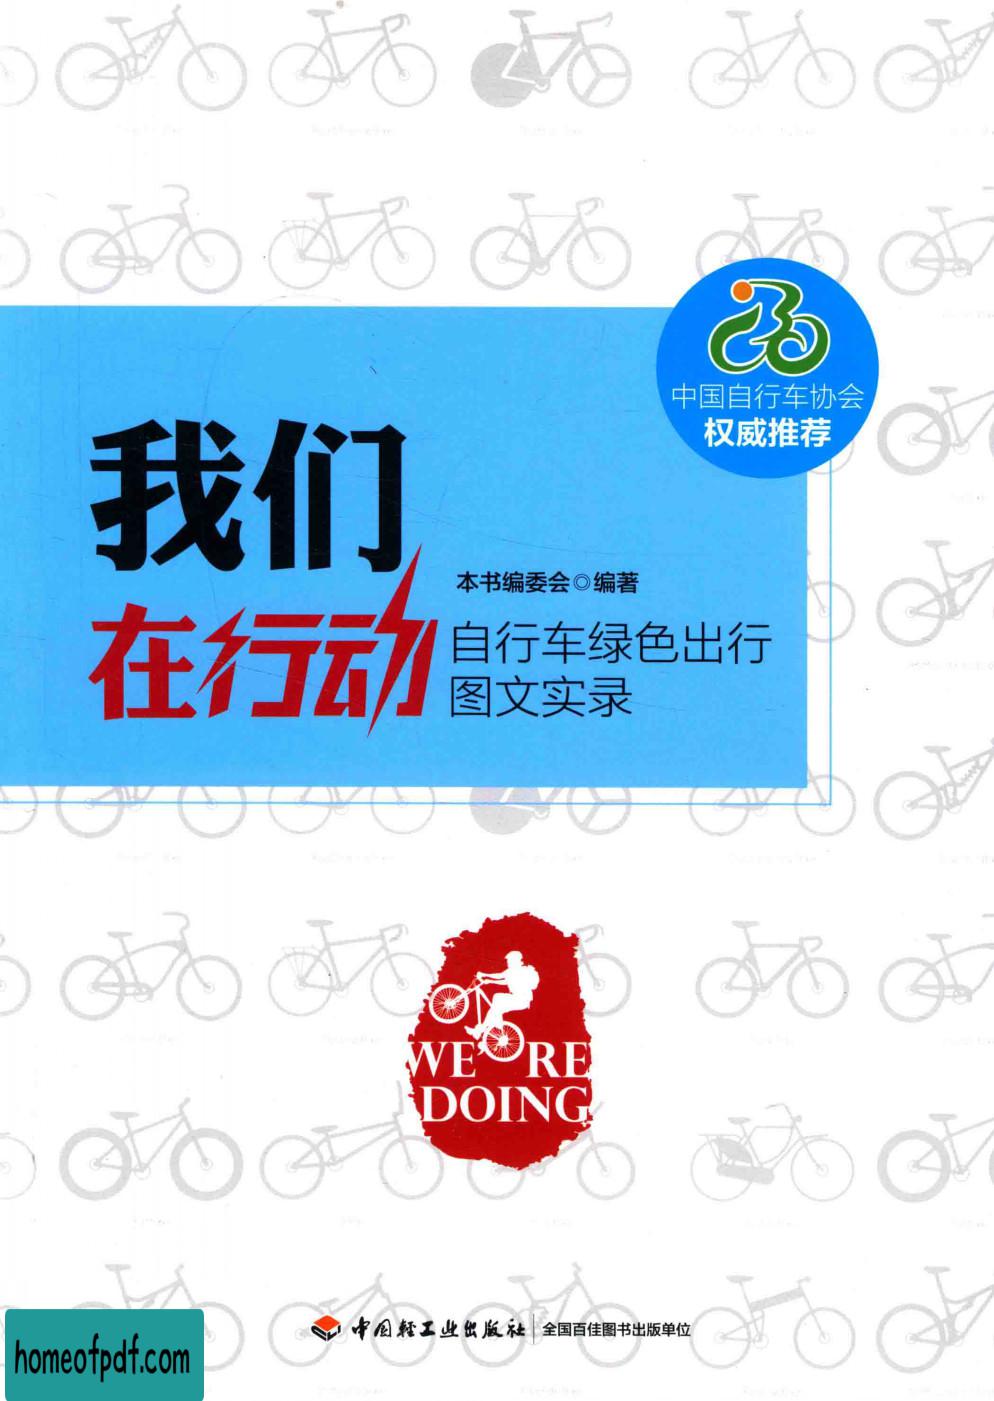 中国自行车协会
权威推荐
我们
在行动
本书编委会◎编著
自行车绿色出行
图文实录
WE RE
DOING
中国轻工业出版社 全国百佳图书出版单位
homeofpdf.com